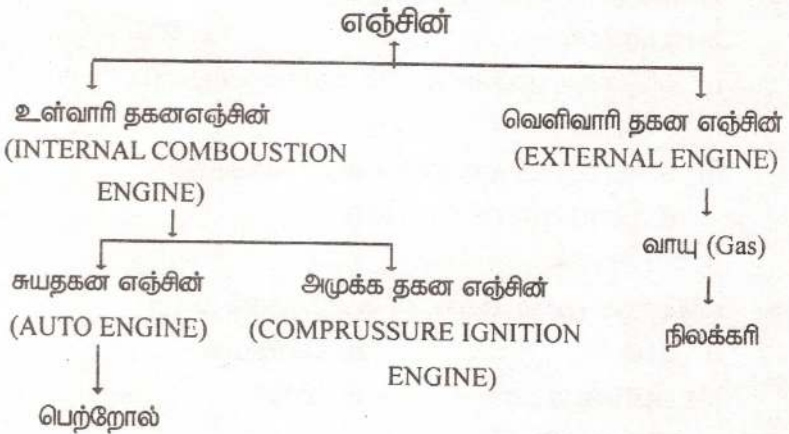 எஞ்சின்
உள்வாரி தகனஎஞ்சின்
(INTERNAL COMBOUSTION
ENGINE)
வெளிவாரி தகன எஞ்சின்
(EXTERNAL ENGINE)
வாயு (Gas)
நிலக்கரி
சுயதகன எஞ்சின்
(AUTO ENGINE)
அமுக்க தகன எஞ்சின்
(COMPRUSSURE IGNITION
ENGINE)
பெற்றோல்